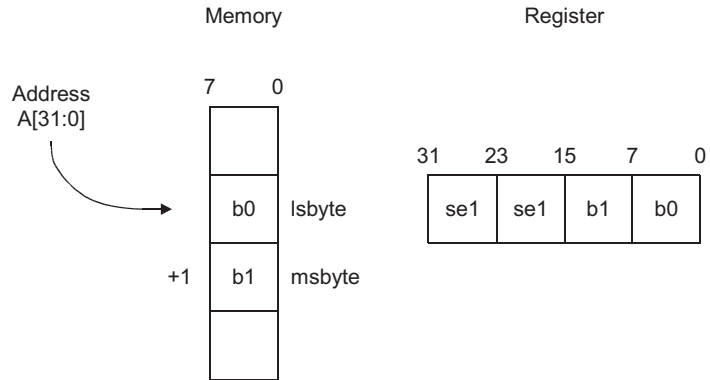 Memory
Register
7 0
Address
A[31:0]
31 23 15 7 0
b0 lsbyte
se1 se1 b1 b0
+1 b1 msbyte